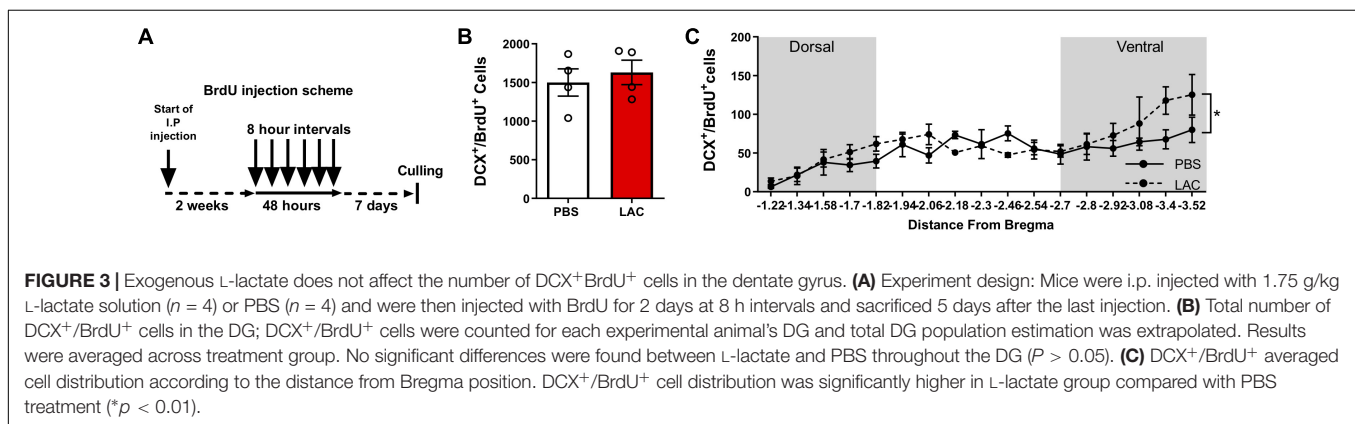 A
BrdU injection scheme
Start of
I.P
injection
8 hour intervals
Culling
2 weeks
48 hours
7 days
B
DCX+/BrdU+ Cells
2000
1500
1000
500
0
PBS
LAC
C
DCX+/BrdU+cells
200
150
100
50
0
Dorsal
Ventral
*
PBS
LAC
-1.22 -1.34 -1.58 -1.7 -1.82 -1.94 -2.06 -2.18 -2.3 -2.46 -2.54 -2.7 -2.8 -2.92 -3.08 -3.4 -3.52
Distance From Bregma
FIGURE 3 | Exogenous L-lactate does not affect the number of DCX+BrdU+ cells in the dentate gyrus. (A) Experiment design: Mice were i.p. injected with 1.75 g/kg
L-lactate solution (n = 4) or PBS (n = 4) and were then injected with BrdU for 2 days at 8 h intervals and sacrificed 5 days after the last injection. (B) Total number of
DCX+/BrdU+ cells in the DG; DCX+/BrdU+ cells were counted for each experimental animal's DG and total DG population estimation was extrapolated. Results
were averaged across treatment group. No significant differences were found between L-lactate and PBS throughout the DG (P > 0.05). (C) DCX+/BrdU+ averaged
cell distribution according to the distance from Bregma position. DCX+/BrdU+ cell distribution was significantly higher in L-lactate group compared with PBS
treatment (*p < 0.01).